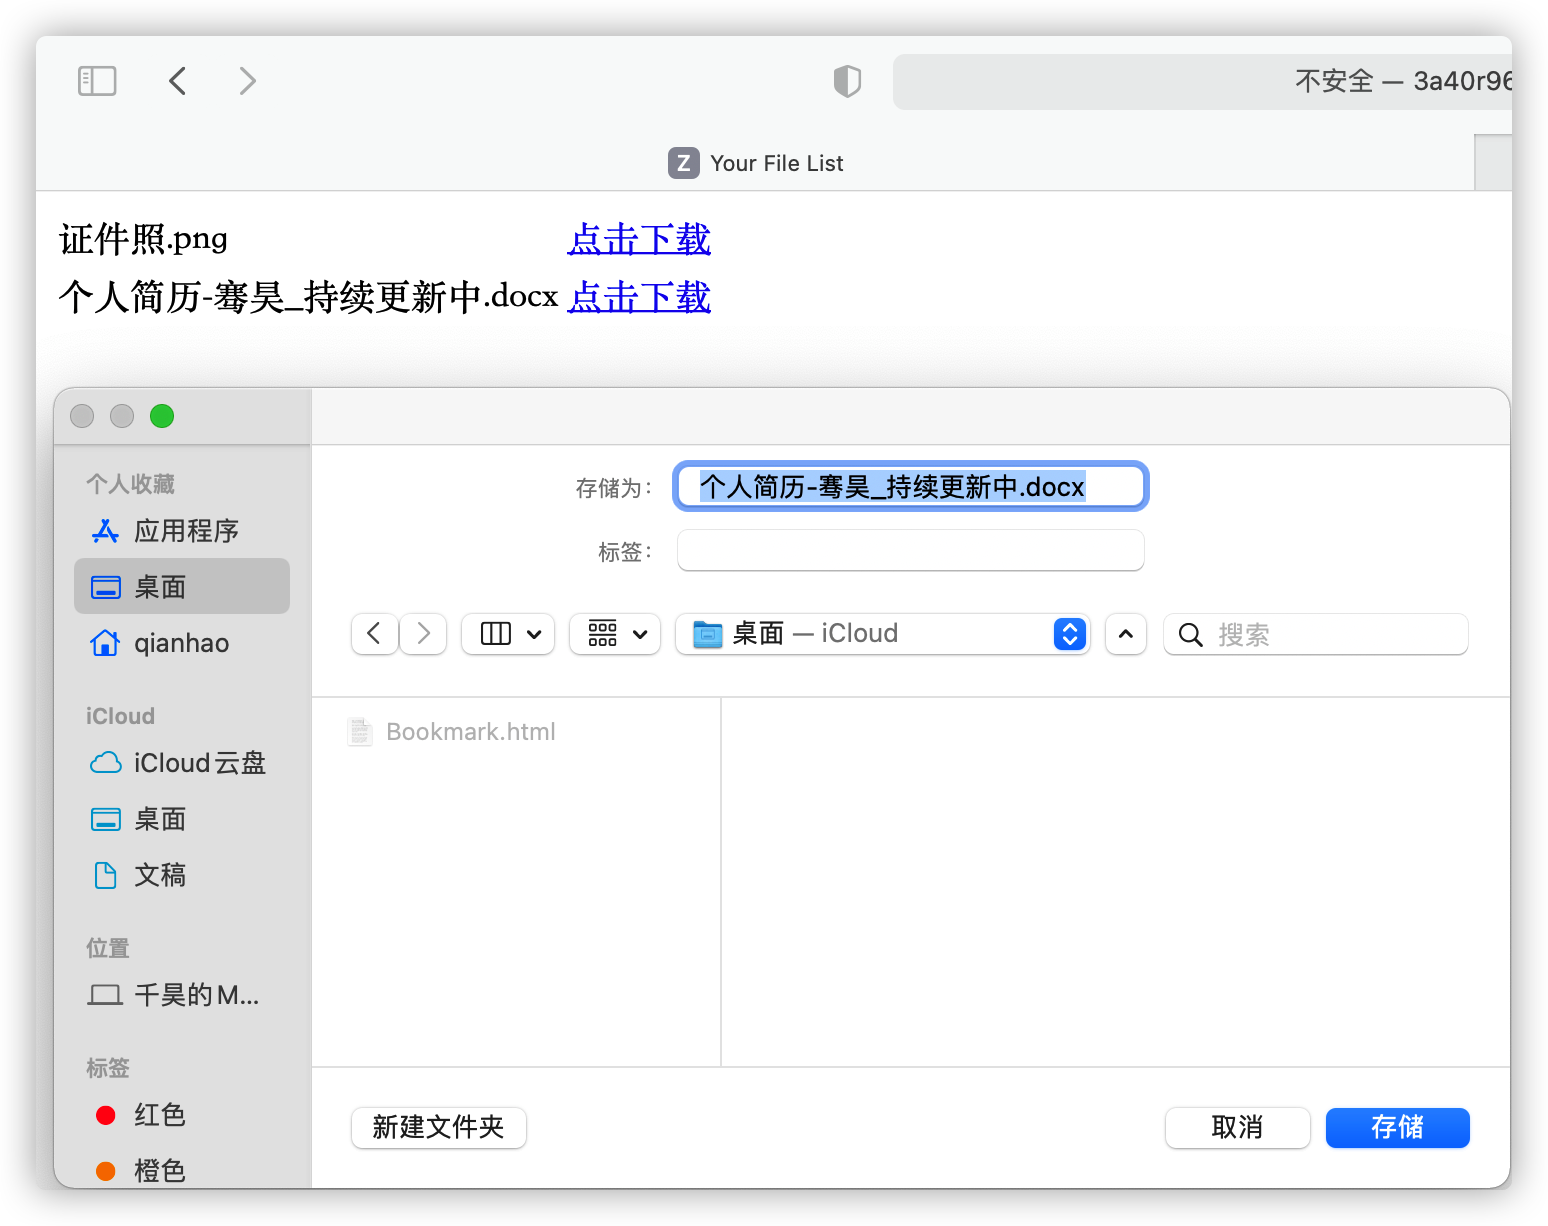 不安全 — 3a40r96
Z Your File List
证件照.png 点击下载
个人简历-骞昊_持续更新中.docx 点击下载
存储为： 个人简历-骞昊_持续更新中.docx
标签：
桌面 — iCloud 搜索
个人收藏
应用程序
桌面
qianhao
iCloud
iCloud云盘
桌面
文稿
位置
千昊的 M...
标签
红色
橙色
Bookmark.html
新建文件夹 取消 存储